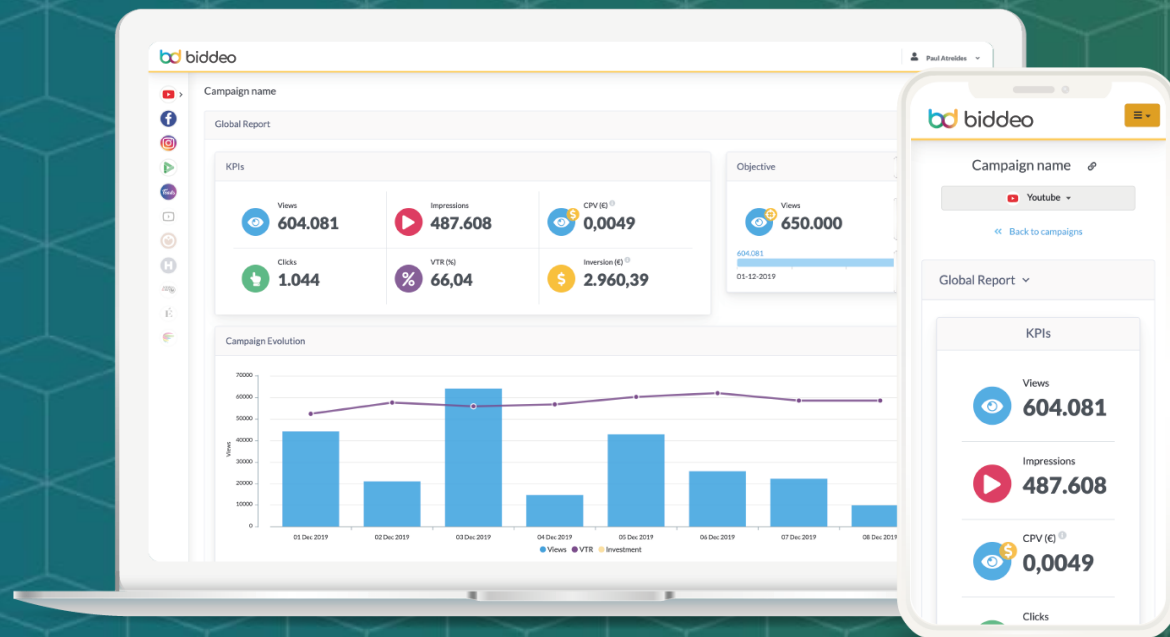 bd biddeo
Paul Atreides
Campaign name
Global Report
KPIs
Views
604.081
Impressions
487.608
CPV (€)
0,0049
Clicks
1.044
VTR (%)
66,04
Inversion (€)
2.960,39
Objective
Views
650.000
604.081
01-12-2019
Campaign Evolution
70000
60000
50000
40000
30000
20000
10000
0
Views
01 Dec 2019
02 Dec 2019
03 Dec 2019
04 Dec 2019
05 Dec 2019
06 Dec 2019
07 Dec 2019
08 Dec 2019
Views VTR Investment
bd biddeo
Campaign name
Youtube
« Back to campaigns
Global Report
KPIs
Views
604.081
Impressions
487.608
CPV (€)
0,0049
Clicks